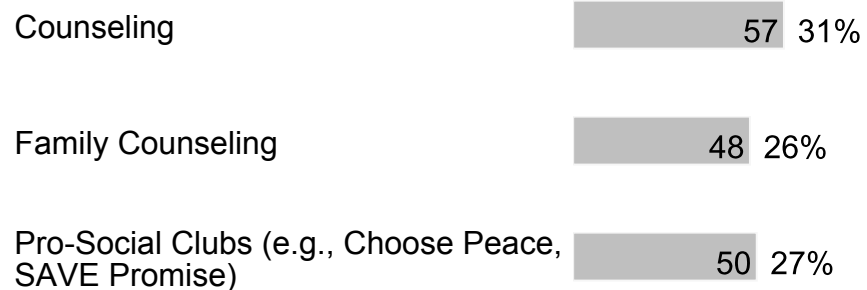 Counseling 57 31%
Family Counseling 48 26%
Pro-Social Clubs (e.g., Choose Peace,
SAVE Promise) 50 27%